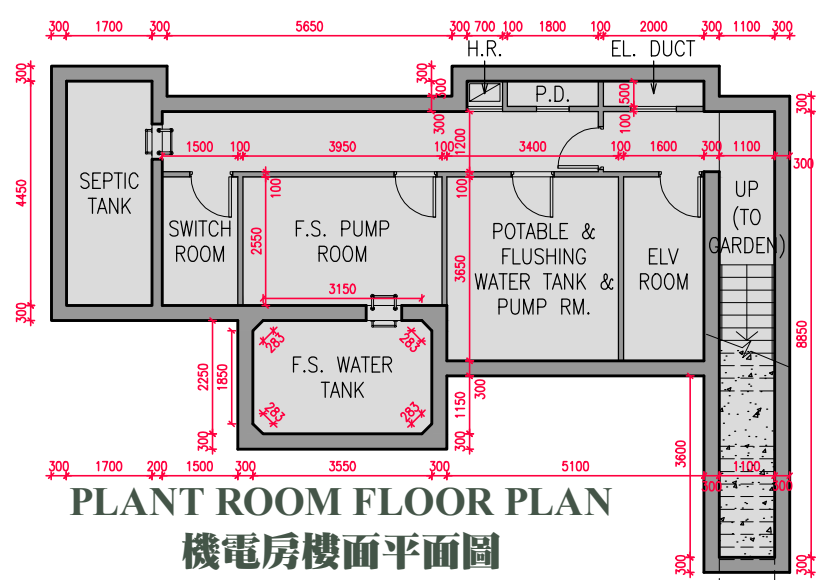 300 1700 300 5650 300 700 100 1800 100 2000 300 1100 300
H.R. EL. DUCT
P.D.
300
300
500
300
300
100
1500 100 3950 100 1200 3400 100 1600 300 1100 300
4450
SEPTIC
TANK
SWITCH
ROOM
100
2550
F.S. PUMP
ROOM
3150
100
3650
POTABLE &
FLUSHING
WATER TANK &
PUMP RM.
ELV
ROOM
UP
(TO
GARDEN)
8850
300
2250
1850
283
283
F.S. WATER
TANK
283
283
300
300
1150
300
3600
300 1700 200 1500 300 3550 300 5100 300 1100 300
300
PLANT ROOM FLOOR PLAN
機電房樓面平面圖